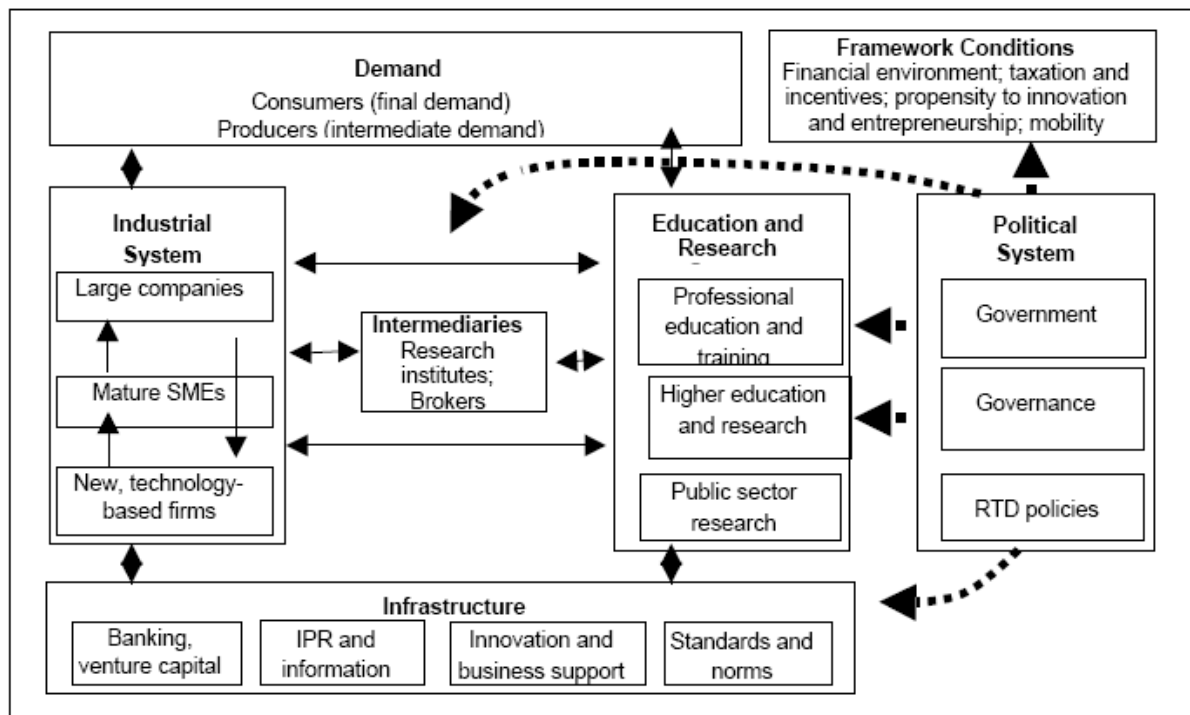 Demand
Consumers (final demand)
Producers (intermediate demand)
Framework Conditions
Financial environment; taxation and
incentives; propensity to innovation
and entrepreneurship; mobility
Industrial
System
Large companies
Mature SMEs
New, technology-
based firms
Intermediaries
Research
institutes;
Brokers
Education and
Research
Professional
education and
training
Higher education
and research
Public sector
research
Political
System
Government
Governance
RTD policies
Infrastructure
Banking,
venture capital
IPR and
information
Innovation and
business support
Standards and
norms